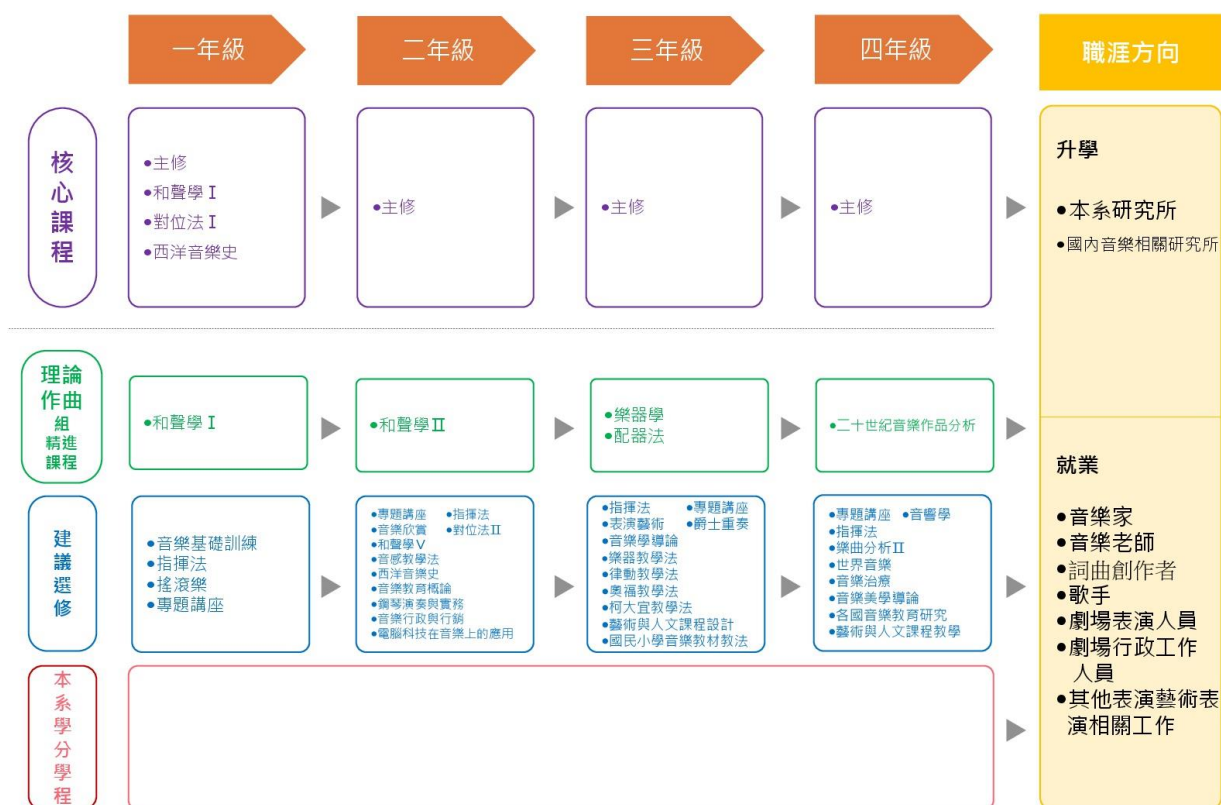 一年級
二年級
三年級
四年級
職涯方向
核心課程
●主修
●和聲學Ⅰ
●對位法Ⅰ
●西洋音樂史
●主修
●主修
●主修
升學
●本系研究所
●國內音樂相關研究所
理論
作曲
組
精進
課程
●和聲學Ⅰ
●和聲學Ⅱ
●樂器學
●配器法
●二十世紀音樂作品分析
建議選修
●音樂基礎訓練
●指揮法
●搖滾樂
●專題講座
●專題講座 ●指揮法
●音樂欣賞 ●對位法Ⅱ
●和聲學Ⅴ
●音感教學法
●西洋音樂史
●音樂教育概論
●鋼琴演奏與實務
●音樂行政與行銷
●電腦科技在音樂上的應用
●指揮法 ●專題講座
●表演藝術 ●爵士重奏
●音樂學導論
●樂器教學法
●律動教學法
●奧福教學法
●柯大宜教學法
●藝術與人文課程設計
●國民小學音樂教材教法
●專題講座 ●音響學
●指揮法
●樂曲分析Ⅱ
●世界音樂
●音樂治療
●音樂美學導論
●各國音樂教育研究
●藝術與人文課程教學
就業
●音樂家
●音樂老師
●詞曲創作者
●歌手
●劇場表演人員
●劇場行政工作
人員
●其他表演藝術表
演相關工作
本系學分學程